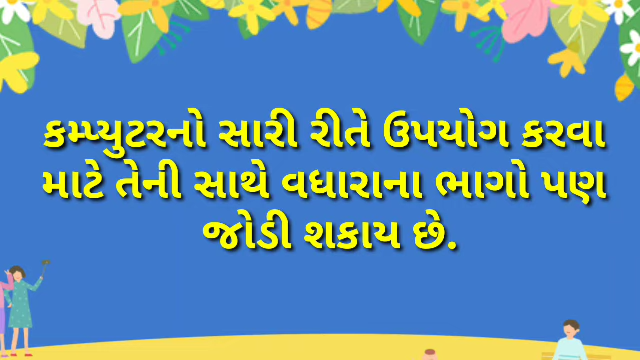 કમ્પ્યુટરનો સારી રીતે ઉપયોગ કરવા
માટે તેની સાથે વધારાના ભાગો પણ
જોડી શકાય છે.